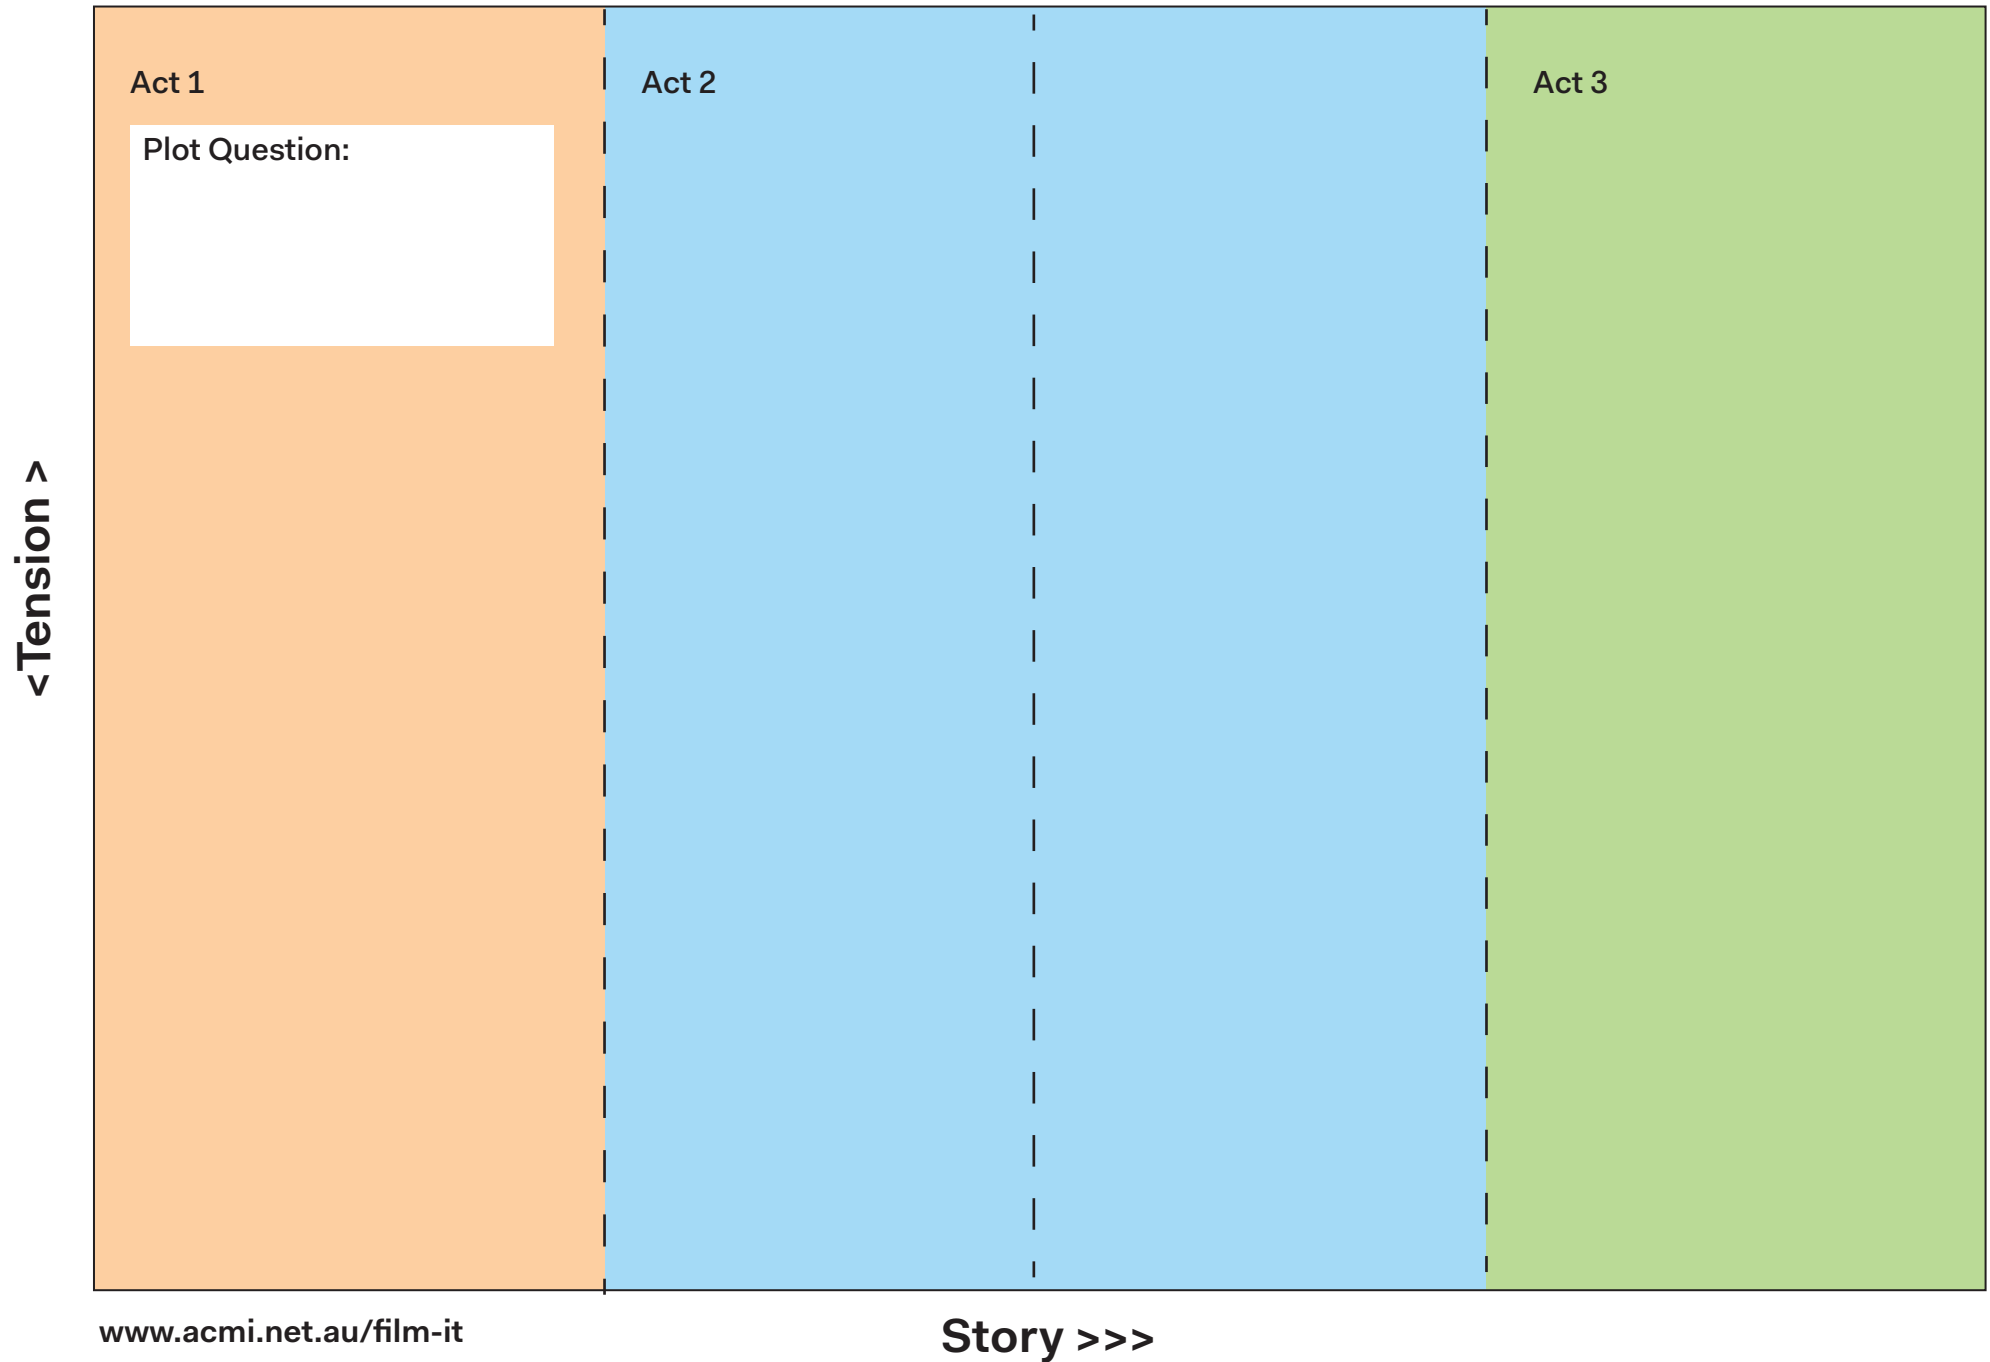 Act 1
Act 2
Act 3
Plot Question:
<Tension >
www.acmi.net.au/film-it
Story >>>